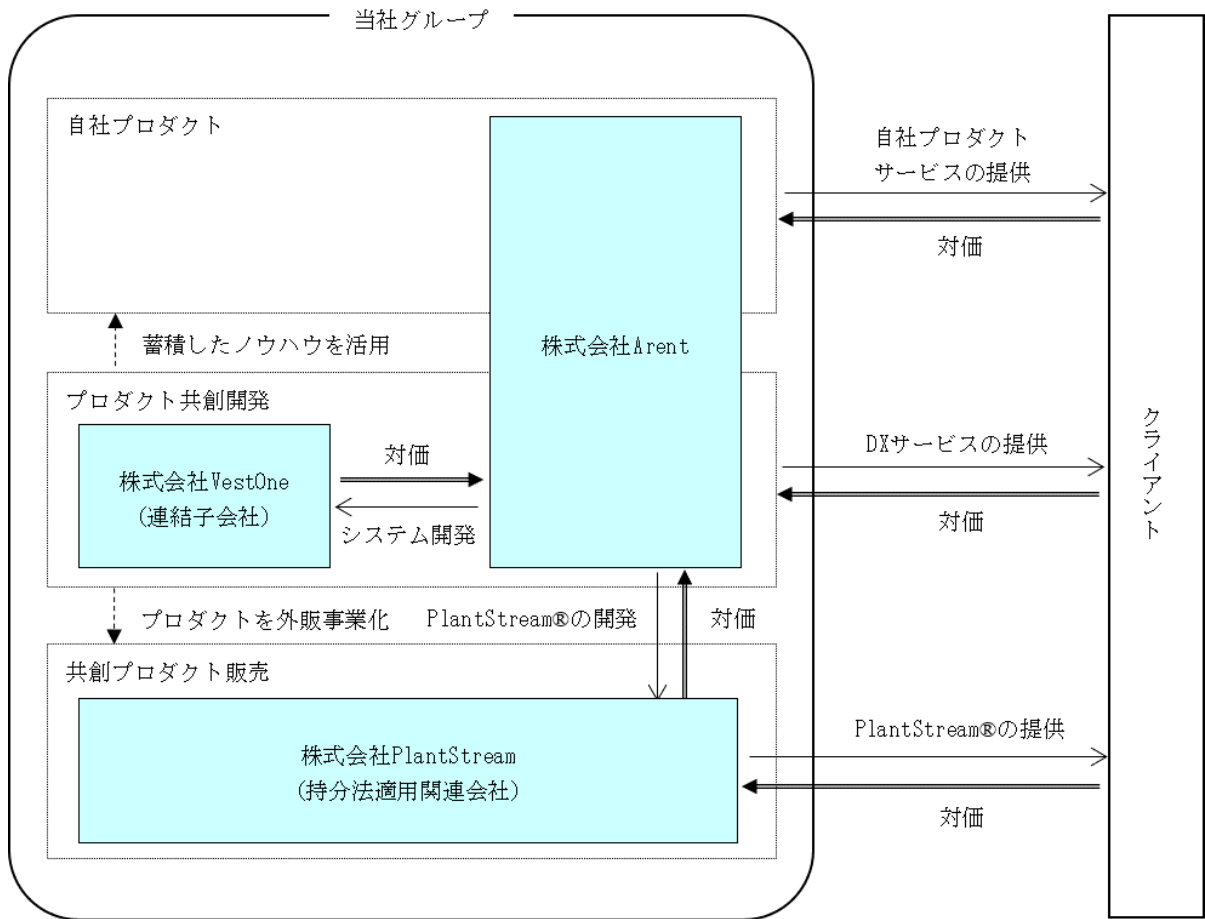 当社グループ
自社プロダクト
自社プロダクト
サービスの提供
対価
株式会社Arent
蓄積したノウハウを活用
プロダクト共創開発
株式会社VestOne
(連結子会社)
対価
システム開発
DXサービスの提供
対価
クライアント
プロダクトを外販事業化
PlantStream®の開発
対価
共創プロダクト販売
株式会社PlantStream
(持分法適用関連会社)
PlantStream®の提供
対価